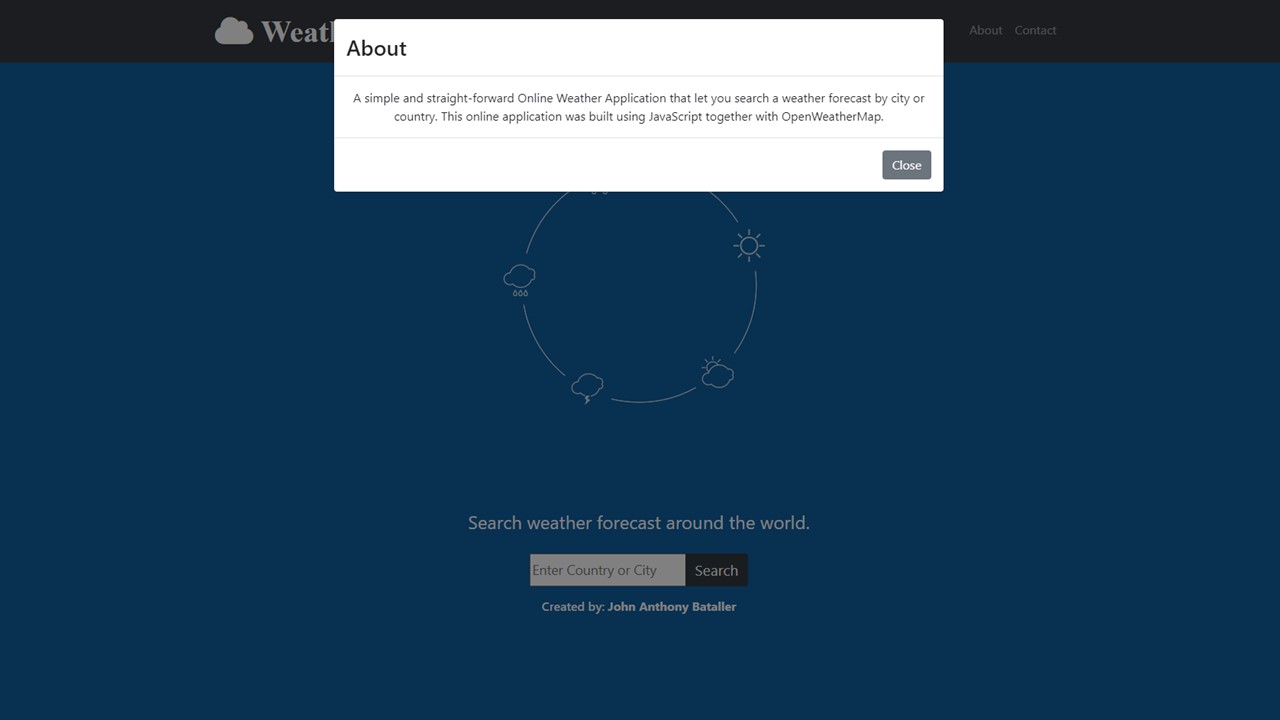 About Contact
About
A simple and straight-forward Online Weather Application that let you search a weather forecast by city or
country. This online application was built using JavaScript together with OpenWeatherMap.
Close
Search weather forecast around the world.
Enter Country or City Search
Created by: John Anthony Bataller